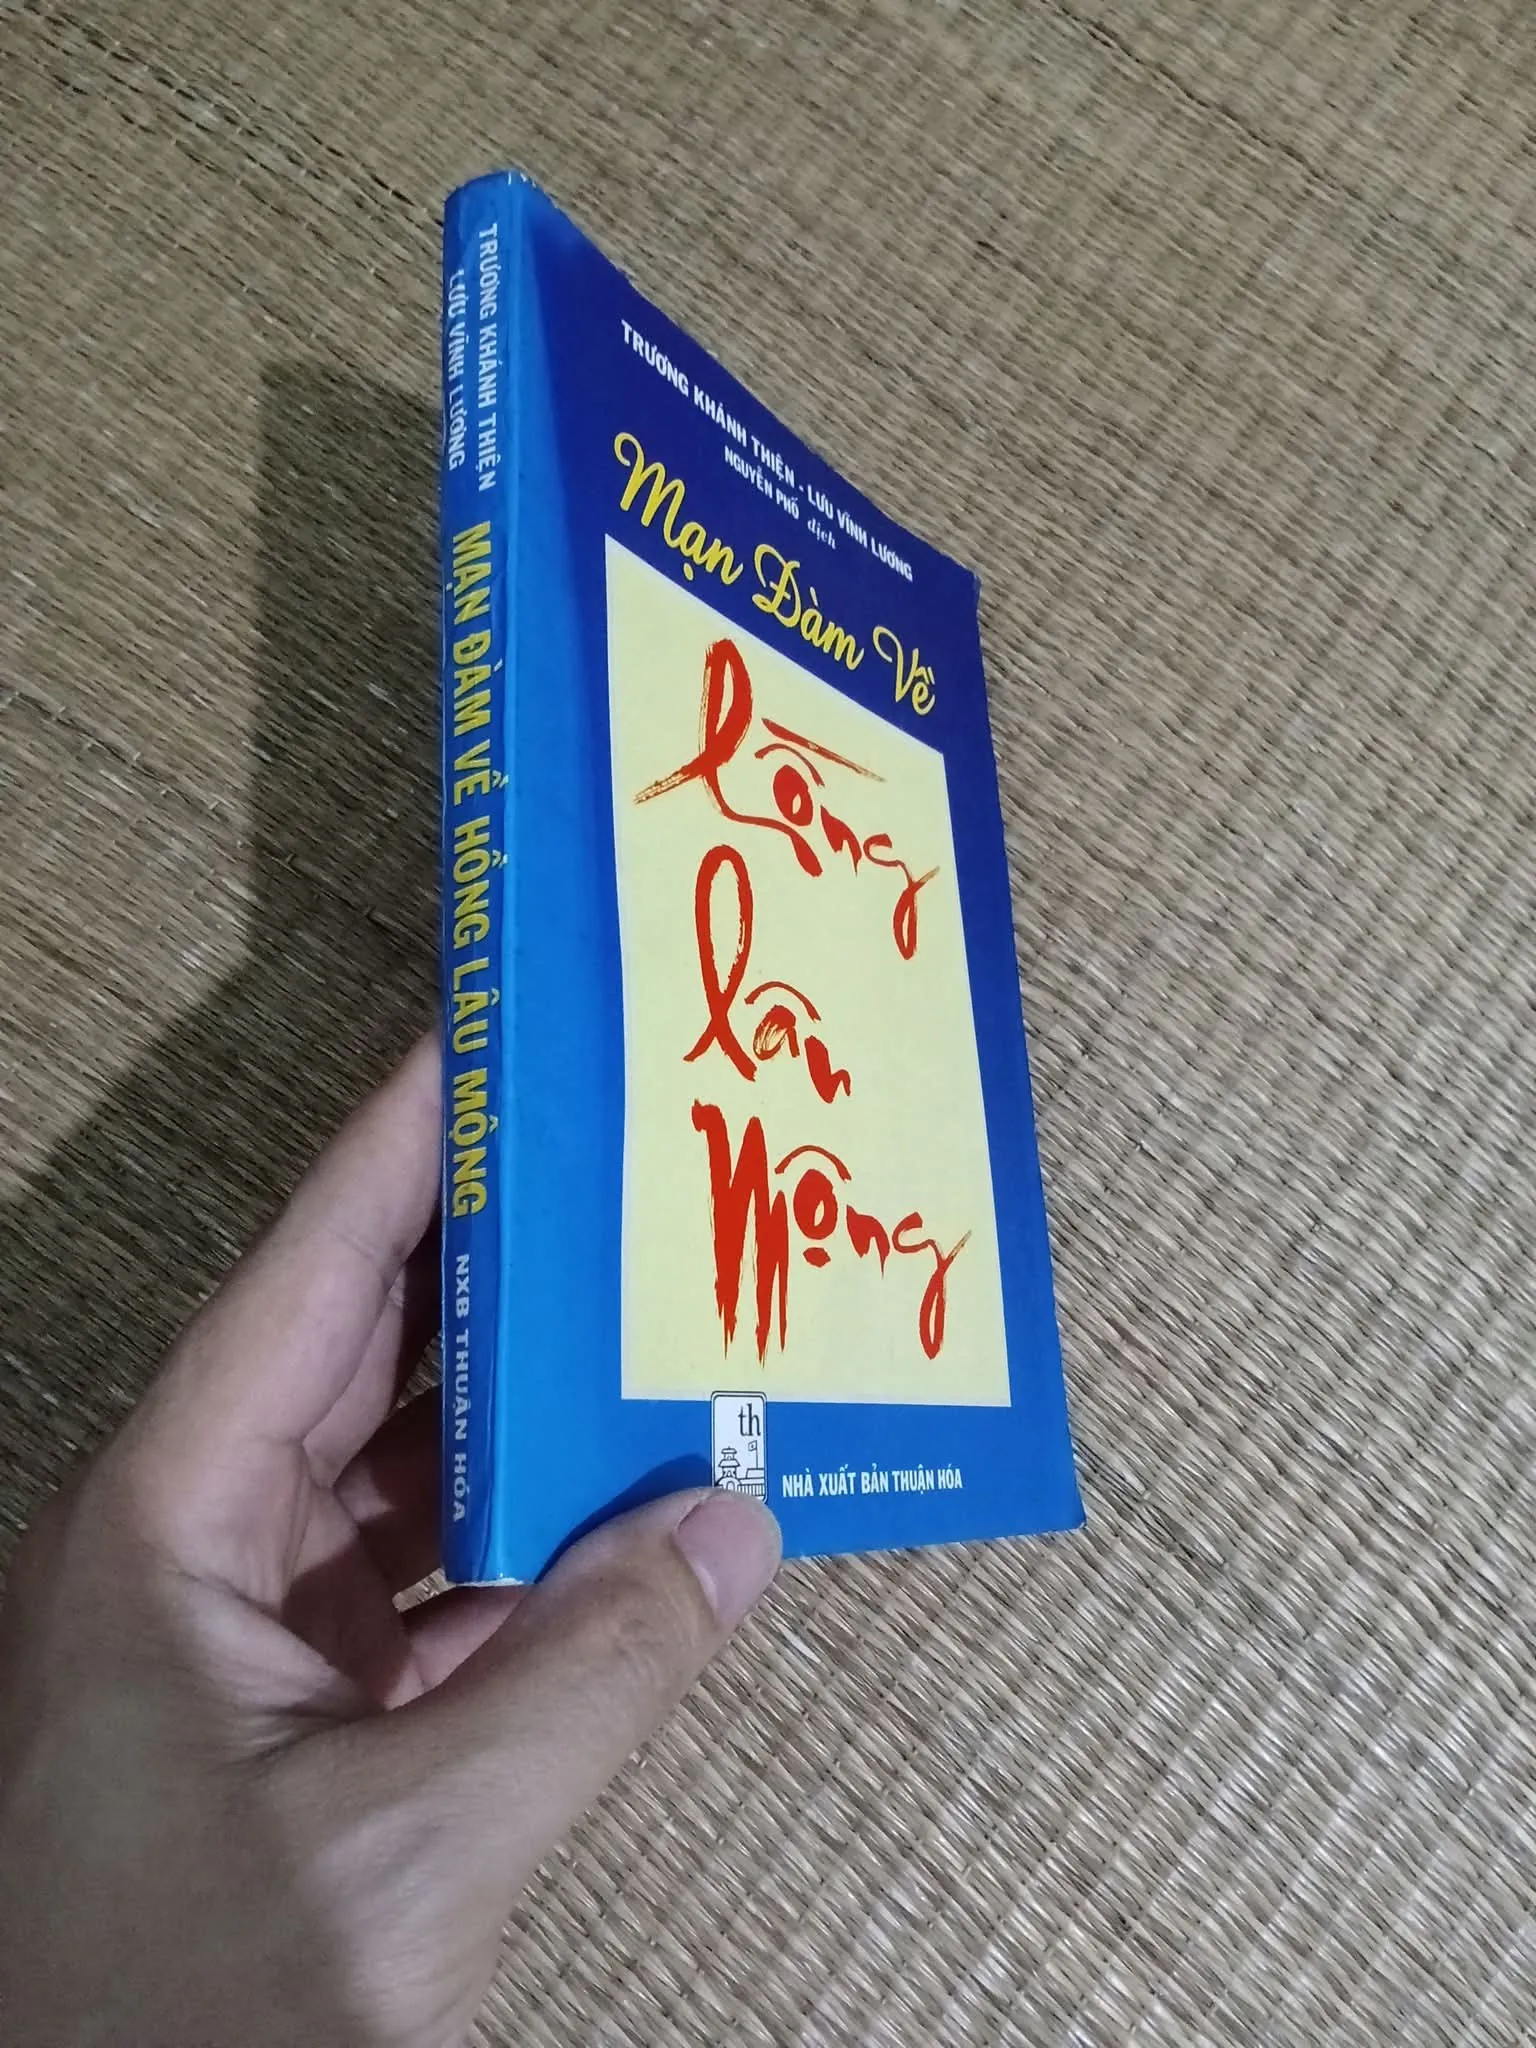 TRƯƠNG KHÁNH THIỆN
LƯU VĨNH LƯƠNG
MẠN ĐÀM VỀ HỒNG LÂU MỘNG
NXB THUẬN HÓA
TRƯƠNG KHÁNH THIỆN - LƯU VĨNH LƯƠNG
NGUYỄN PHỐ dịch
Mạn Đàm Về
Hồng
lâu
Mộng
th
NHÀ XUẤT BẢN THUẬN HÓA